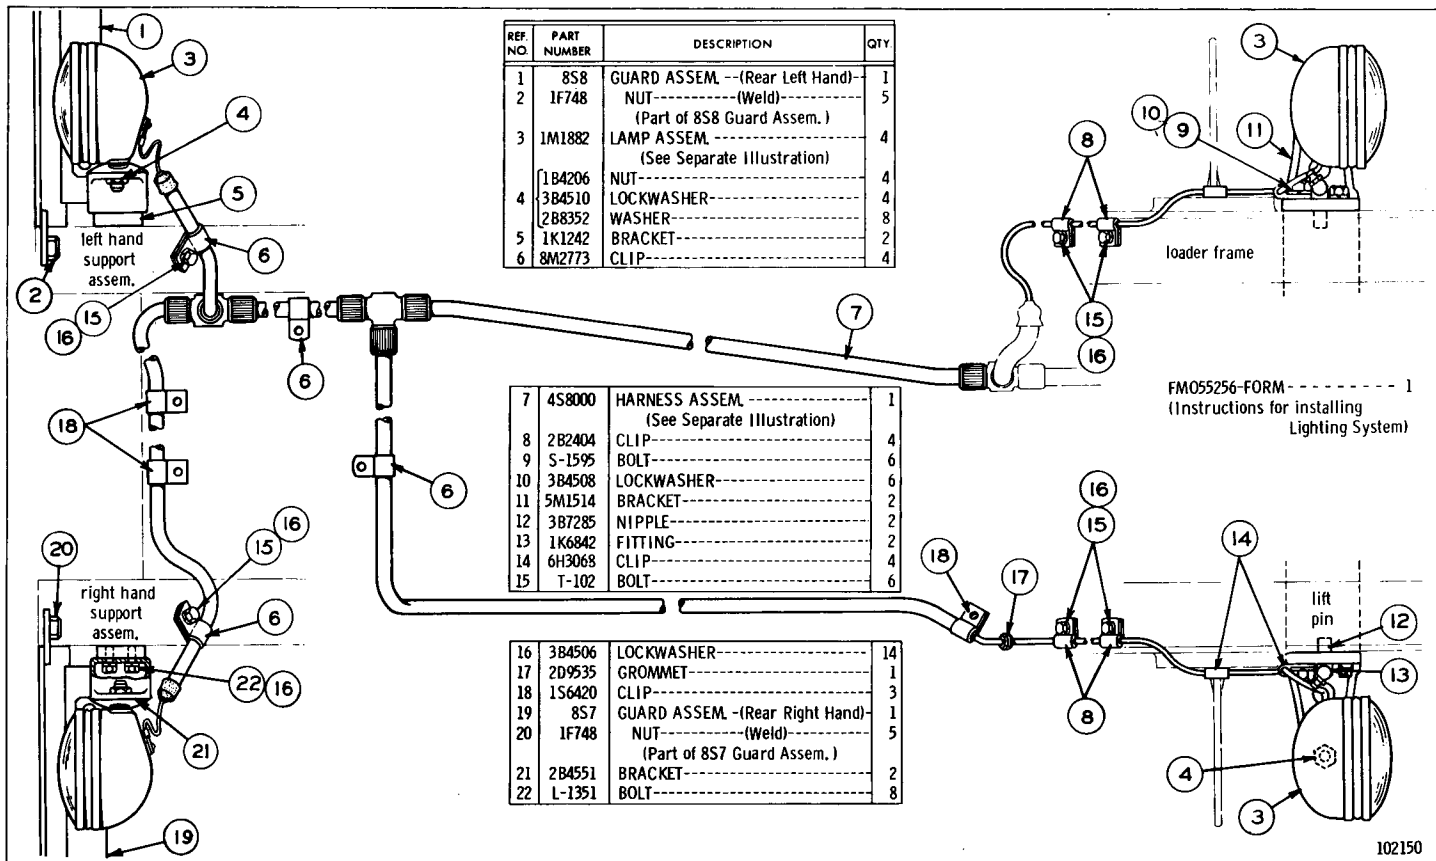 REF. NO. PART NUMBER DESCRIPTION QTY.
1 8S8 GUARD ASSEM. --(Rear Left Hand)-- 1
2 1F748 NUT----------(Weld)---------- 5
(Part of 8S8 Guard Assem. )
3 1M1882 LAMP ASSEM. ---------- 4
(See Separate Illustration)
4 1B4206 NUT---------- 4
3B4510 LOCKWASHER---------- 4
2B8352 WASHER---------- 8
5 1K1242 BRACKET---------- 2
6 8M2773 CLIP---------- 4
7 4S8000 HARNESS ASSEM. ---------- 1
(See Separate Illustration)
8 2B2404 CLIP---------- 4
9 S-1595 BOLT---------- 6
10 3B4508 LOCKWASHER---------- 6
11 5M1514 BRACKET---------- 2
12 3B7285 NIPPLE---------- 2
13 1K6842 FITTING---------- 2
14 6H3068 CLIP---------- 4
15 T-102 BOLT---------- 6
16 3B4506 LOCKWASHER---------- 14
17 2D9535 GROMMET---------- 1
18 1S6420 CLIP---------- 3
19 8S7 GUARD ASSEM. -(Rear Right Hand)- 1
20 1F748 NUT----------(Weld)---------- 5
(Part of 8S7 Guard Assem. )
21 2B4551 BRACKET---------- 2
22 L-1351 BOLT---------- 8
1
3
4
5
6
left hand
support
assem.
2
16 15
6
18
6
7
3
10 9 11
8
loader frame
15
16
FM055256-FORM---------- 1
(Instructions for installing
Lighting System)
20
right hand
support
assem.
16
15
6
22 16
21
19
18
17
16
15
8
14
lift
pin
12
13
4
3
102150